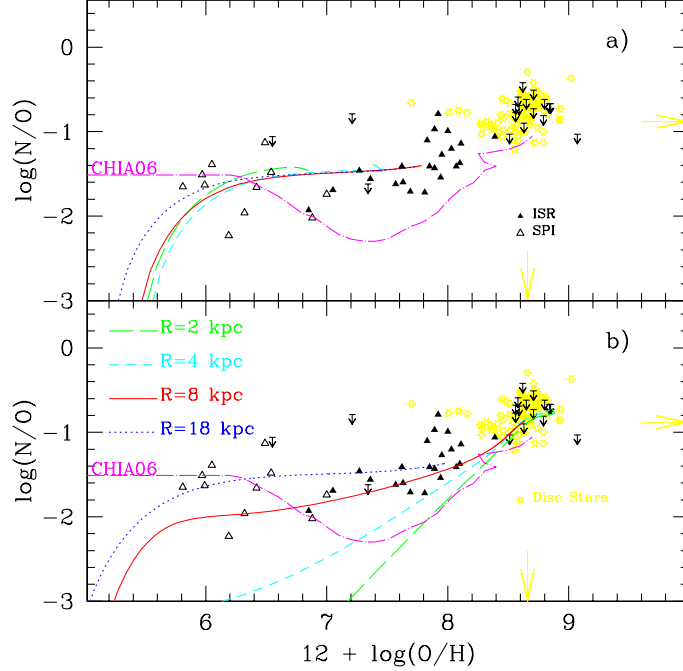 a)
0
log(N/O)
-1
CHIA06
-2
ISR
SPI
-3
b)
R=2 kpc
0
R=4 kpc
R=8 kpc
log(N/O)
-1
R=18 kpc
CHIA06
Disc Stars
-2
-3
6 7 8 9
12 + log(O/H)